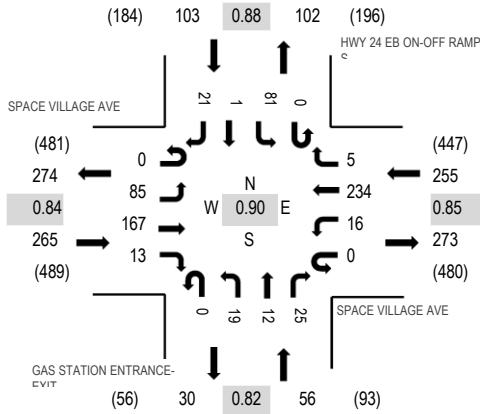 (184) 103 0.88 102 (196)
HWY 24 EB ON-OFF RAMP
S
21 1 81 0
SPACE VILLAGE AVE
(481) (447)
0 5
274 255
85 N 234
0.84 W 0.90 E 0.85
167 16
265 S 273
13 0
(489) (480)
0 19 12 25
SPACE VILLAGE AVE
GAS STATION ENTRANCE-
EXIT
(56) 30 0.82 56 (93)